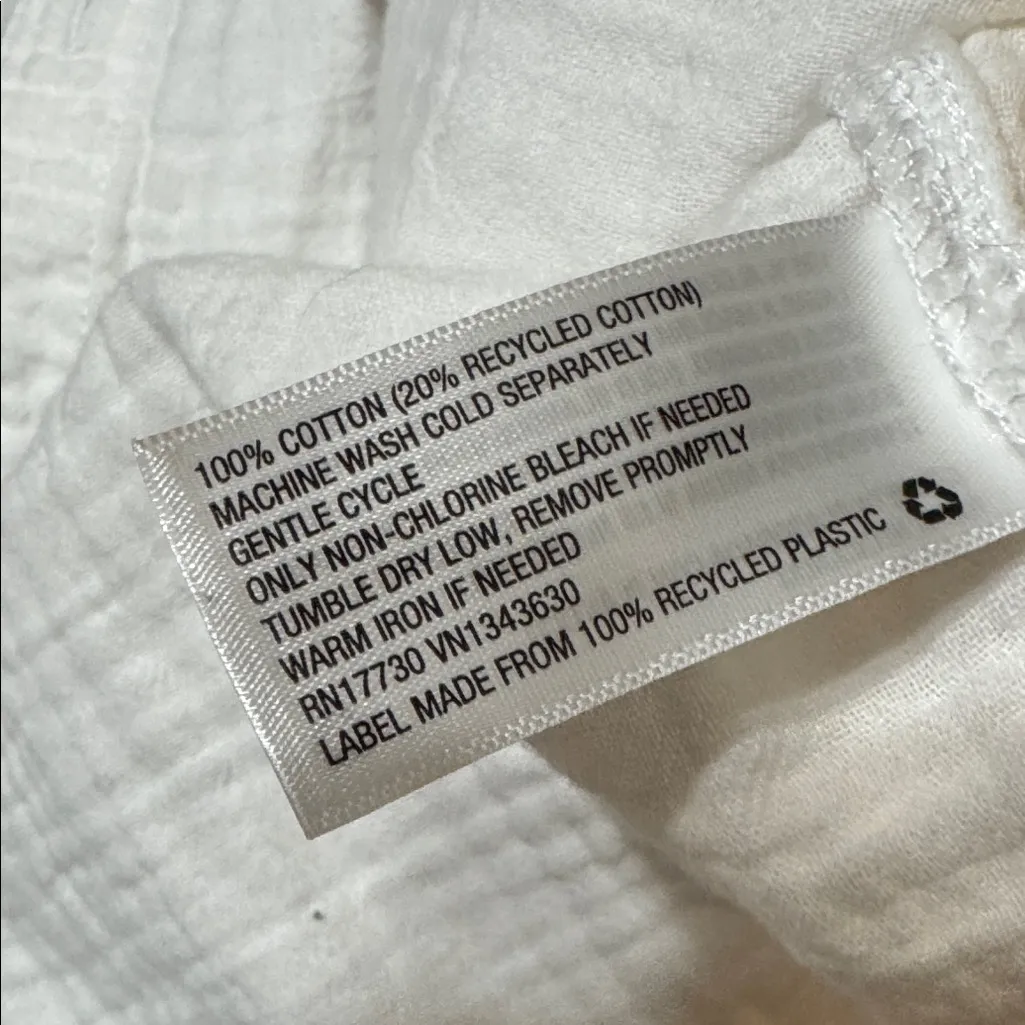 100% COTTON (20% RECYCLED COTTON)
MACHINE WASH COLD SEPARATELY
GENTLE CYCLE
ONLY NON-CHLORINE BLEACH IF NEEDED
TUMBLE DRY LOW, REMOVE PROMPTLY
WARM IRON IF NEEDED
RN17730 VN1343630
LABEL MADE FROM 100% RECYCLED PLASTIC